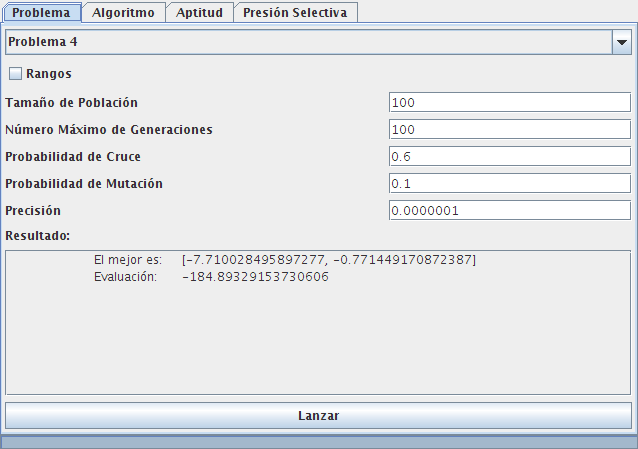 Problema Algoritmo Aptitud Presión Selectiva
Problema 4
Rangos
Tamaño de Población 100
Número Máximo de Generaciones 100
Probabilidad de Cruce 0.6
Probabilidad de Mutación 0.1
Precisión 0.0000001
Resultado:
El mejor es: [-7.710028495897277, -0.771449170872387]
Evaluación: -184.89329153730606
Lanzar